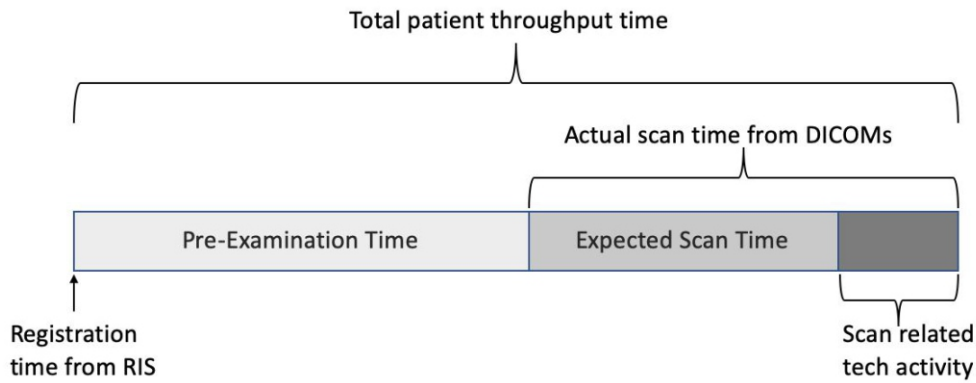 Total patient throughput time
Actual scan time from DICOMs
Pre-Examination Time
Expected Scan Time
Registration
time from RIS
Scan related
tech activity